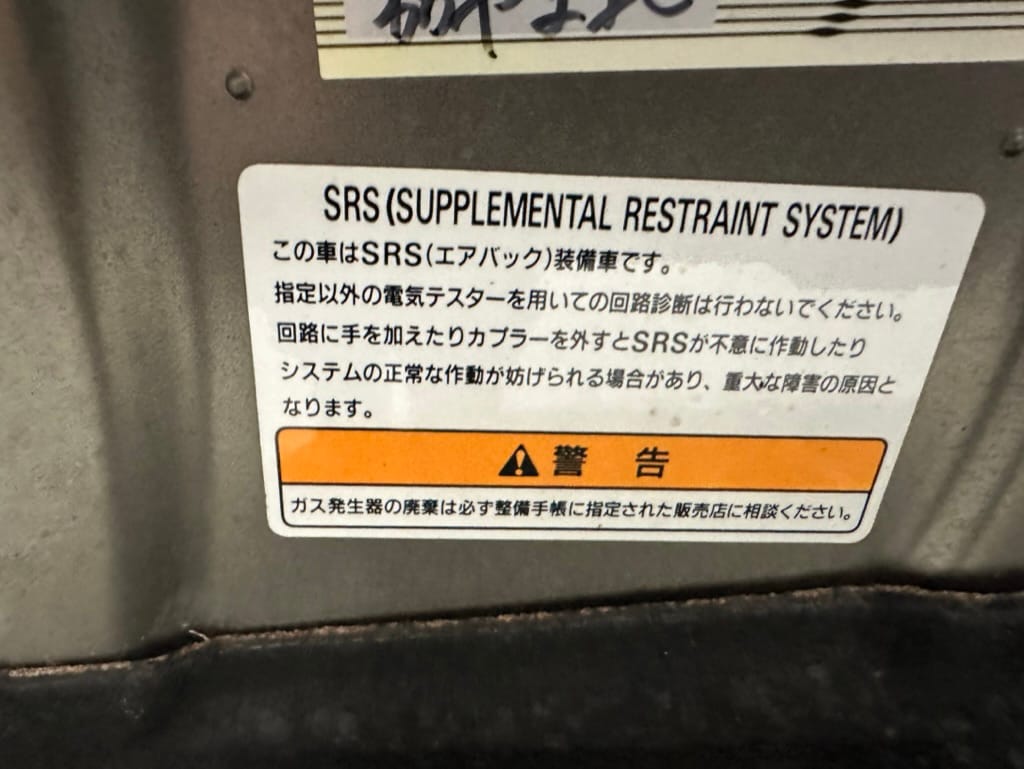 SRS(SUPPLEMENTAL RESTRAINT SYSTEM)
この車はSRS(エアバック)装備車です。
指定以外の電気テスターを用いての回路診断は行わないでください。
回路に手を加えたりカプラーを外すとSRSが不意に作動したり
システムの正常な作動が妨げられる場合があり、重大な障害の原因と
なります。
警 告
ガス発生器の廃棄は必ず整備手帳に指定された販売店に相談ください。